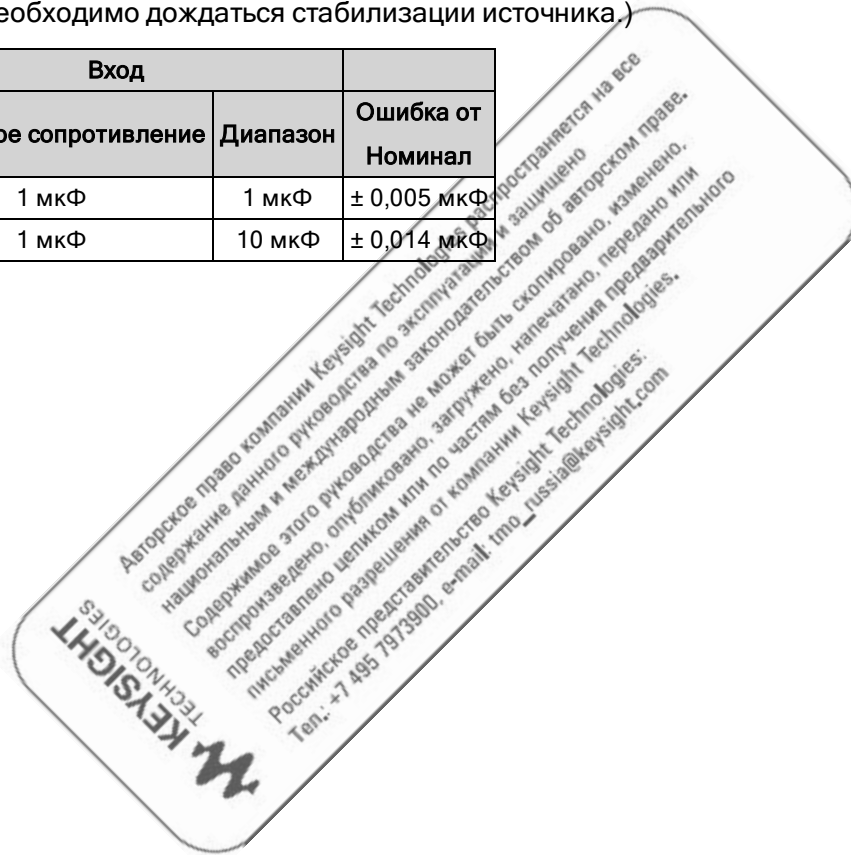 еобходимо дождаться стабилизации источника.)
Вход
ое сопротивление Диапазон Ошибка от Номинал
1 мкФ 1 мкФ ± 0,005 мкФ
1 мкФ 10 мкФ ± 0,014 мкФ
Авторское право компании Keysight Technologies распространяется на все
содержание данного руководства по эксплуатации и защищено
национальным и международным законодательством об авторском праве.
Содержимое этого руководства не может быть скопировано, изменено,
воспроизведено, опубликовано, загружено, напечатано, передано или
предоставлено целиком или по частям без получения предварительного
письменного разрешения от компании Keysight Technologies.
Российское представительство Keysight Technologies:
Тел.: +7 495 7973900, e-mail: tmo_russia@keysight.com
KEYSIGHT
TECHNOLOGIES